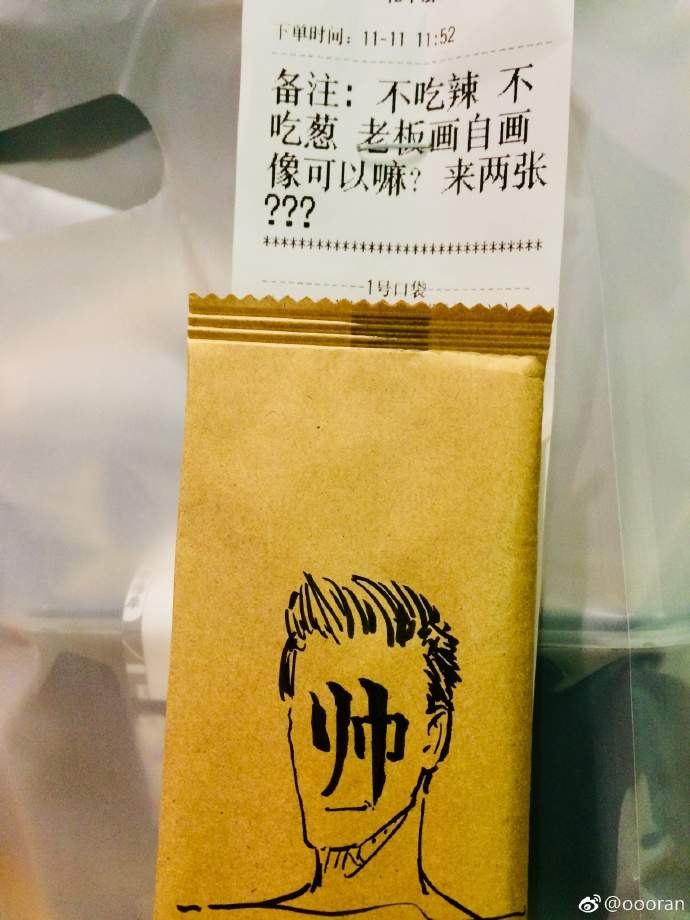 下单时间：11-11 11:52
备注： 不吃辣 不
吃葱 老板画自画
像可以嘛？ 来两张
???
*******************************
1号口袋
帅
@oooran